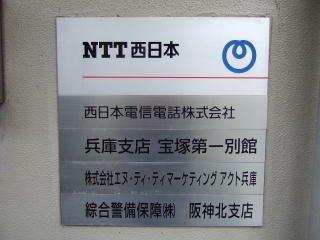 NTT西日本
西日本電信電話株式会社
兵庫支店 宝塚第一別館
株式会社エヌ・ティ・ティマーケティング アクト兵庫
綜合警備保障㈱ 阪神北支店